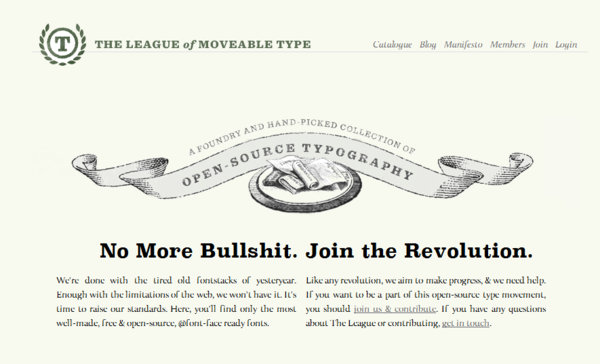 T
THE LEAGUE of MOVEABLE TYPE
Catalogue Blog Manifesto Members Join Login
A FOUNDRY AND HAND-PICKED COLLECTION OF
OPEN-SOURCE TYPOGRAPHY
No More Bullshit. Join the Revolution.
We're done with the tired old fontstacks of yesteryear.
Enough with the limitations of the web, we won't have it. It's
time to raise our standards. Here, you'll find only the most
well-made, free & open-source, @font-face ready fonts.
Like any revolution, we aim to make progress, & we need help.
If you want to be a part of this open-source type movement,
you should join us & contribute. If you have any questions
about The League or contributing, get in touch.